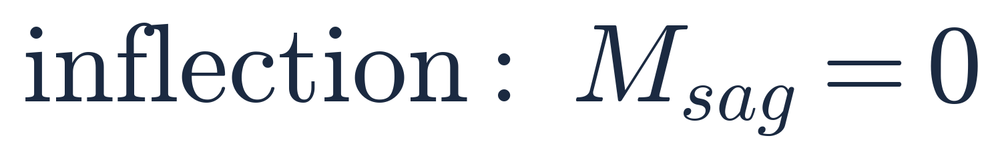 inflection : M_{sag} = 0